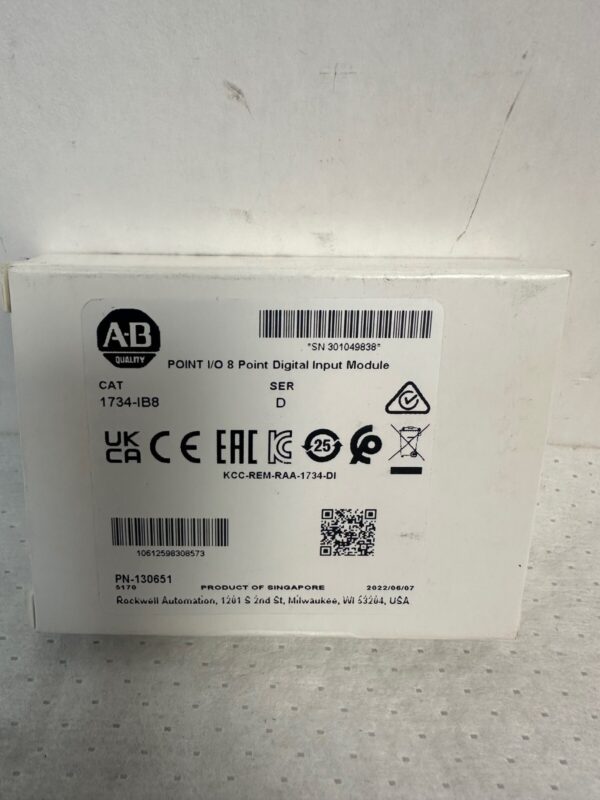 A-B
QUALITY
*SN 301049838*
POINT I/O 8 Point Digital Input Module
CAT
SER
1734-IB8
D
UK
CA CE EAC KC 25
KCC-REM-RAA-1734-DI
10612598308573
PN-130651
5170 PRODUCT OF SINGAPORE 2022/06/07
Rockwell Automation, 1201 S 2nd St, Milwaukee, WI 53204, USA